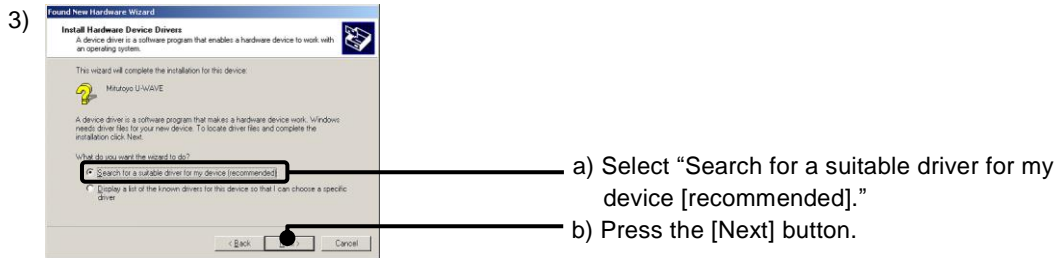 3)
Found New Hardware Wizard
Install Hardware Device Drivers
A device driver is a software program that enables a hardware device to work with
an operating system.
This wizard will complete the installation for this device:
Mitutoyo U-WAVE
A device driver is a software program that makes a hardware device work. Windows
needs driver files for your new device. To locate driver files and complete the
installation click Next.
What do you want the wizard to do?
Search for a suitable driver for my device (recommended)
Display a list of the known drivers for this device so that I can choose a specific
driver
< Back
>
Cancel
a) Select “Search for a suitable driver for my
device [recommended].”
b) Press the [Next] button.